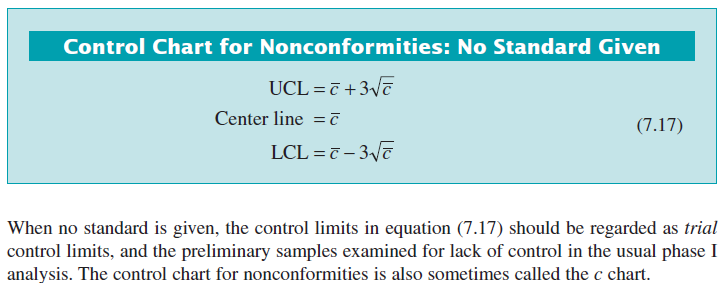 Control Chart for Nonconformities: No Standard Given
UCL = c̅ + 3√c̅
Center line = c̅
(7.17)
LCL = c̅ – 3√c̅
When no standard is given, the control limits in equation (7.17) should be regarded as trial
control limits, and the preliminary samples examined for lack of control in the usual phase I
analysis. The control chart for nonconformities is also sometimes called the c chart.